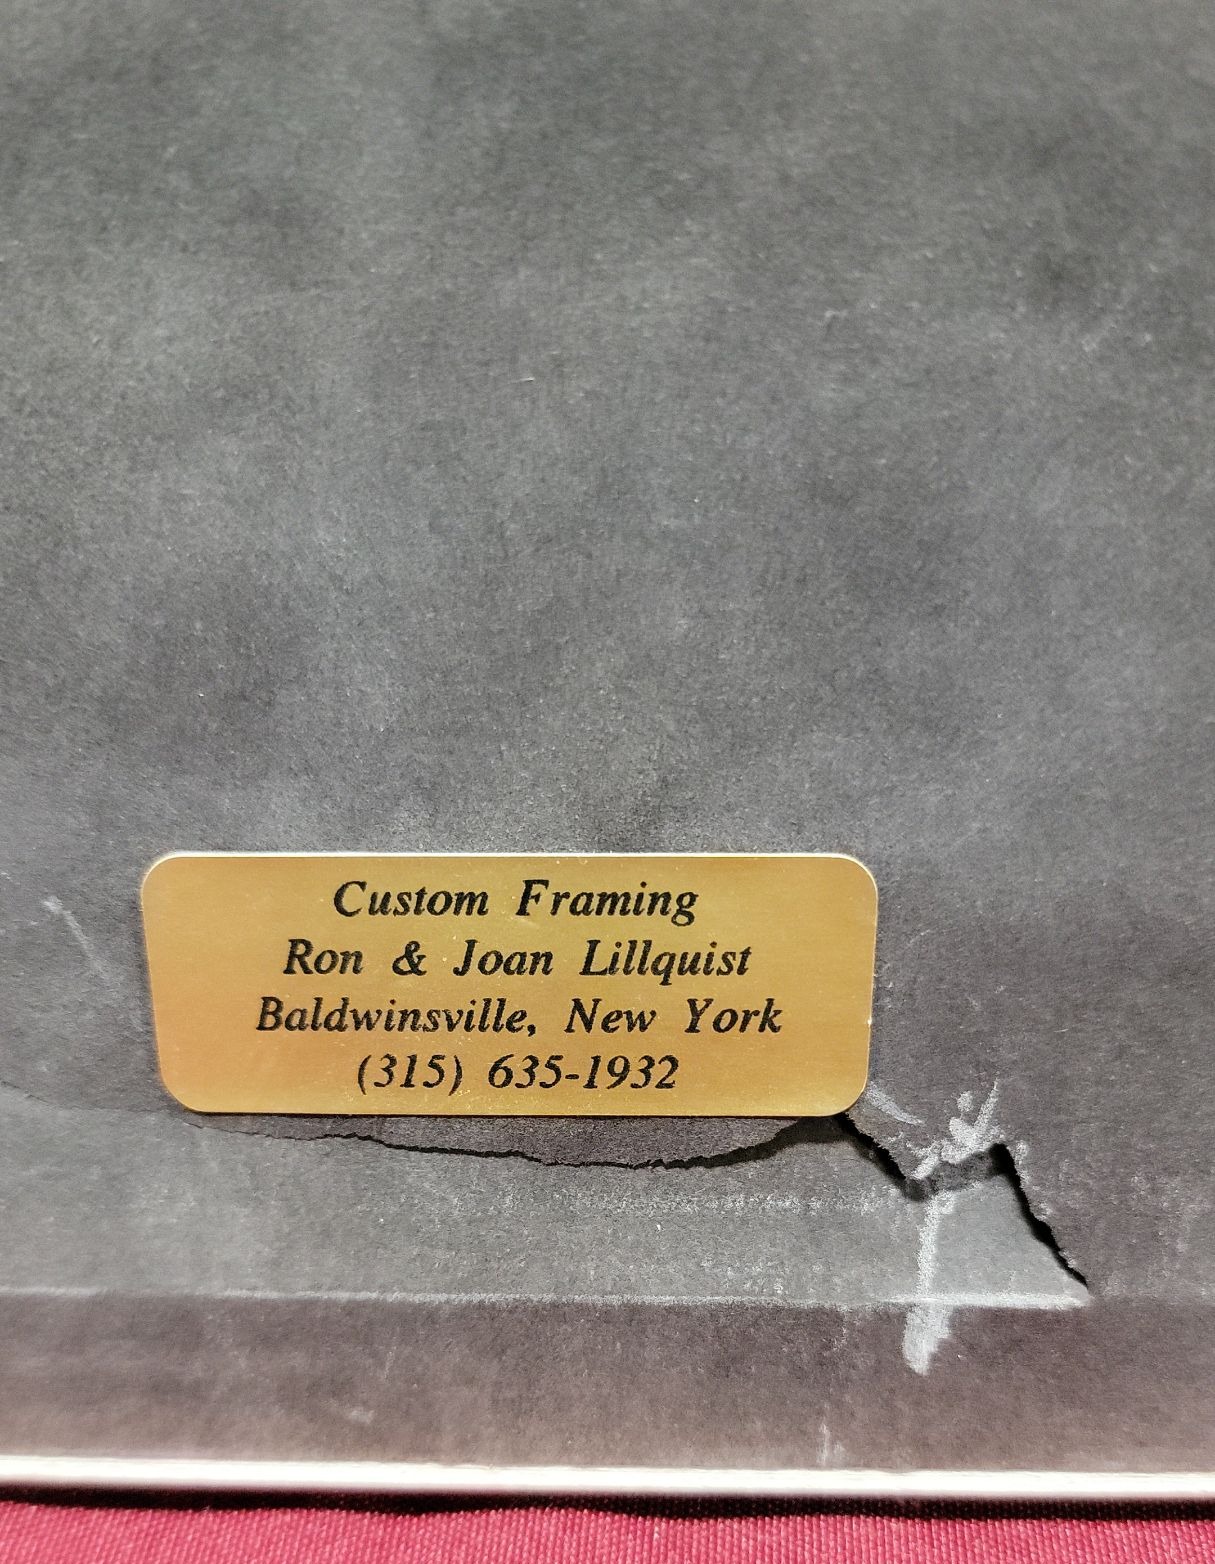 Custom Framing
Ron & Joan Lillquist
Baldwinsville, New York
(315) 635-1932